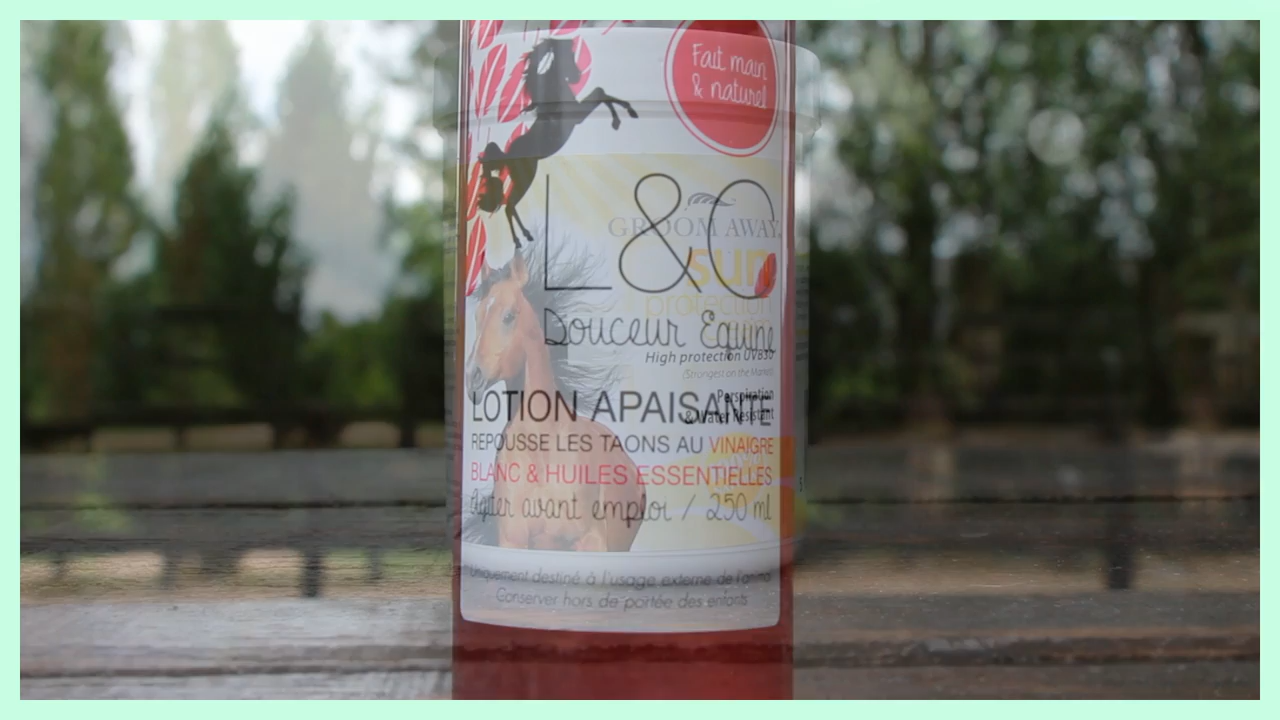 Fait main
& naturel
L&C
GROOM AWAY
sun
protection
Douceur Équine
High protection UVB30
(Strongest on the Market)
LOTION APAISANTE
Perspiration
& Water Resistant
REPOUSSE LES TAONS AU VINAIGRE
BLANC & HUILES ESSENTIELLES
Agiter avant emploi / 250 ml
Uniquement destiné à l'usage externe de l'animal
Conserver hors de portée des enfants